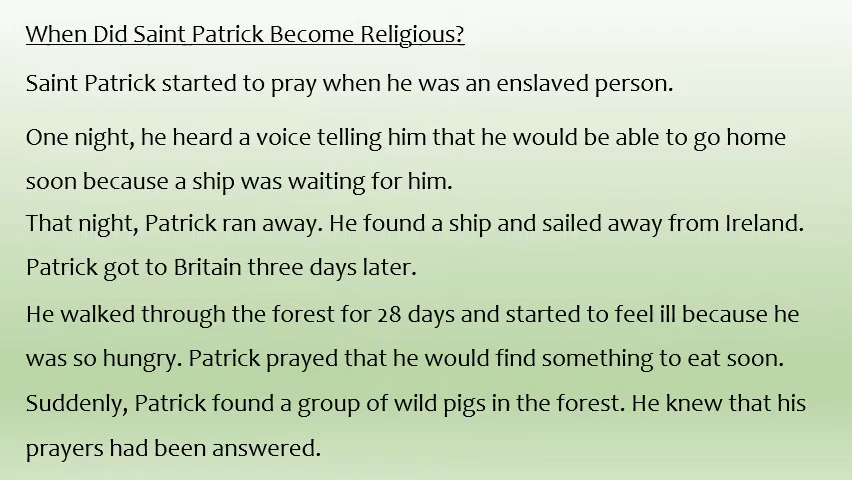 When Did Saint Patrick Become Religious?
Saint Patrick started to pray when he was an enslaved person.
One night, he heard a voice telling him that he would be able to go home
soon because a ship was waiting for him.
That night, Patrick ran away. He found a ship and sailed away from Ireland.
Patrick got to Britain three days later.
He walked through the forest for 28 days and started to feel ill because he
was so hungry. Patrick prayed that he would find something to eat soon.
Suddenly, Patrick found a group of wild pigs in the forest. He knew that his
prayers had been answered.